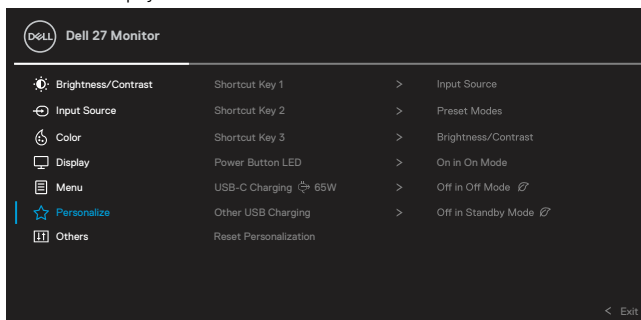 DELL Dell 27 Monitor
Brightness/Contrast Shortcut Key 1 > Input Source
Input Source Shortcut Key 2 > Preset Modes
Color Shortcut Key 3 > Brightness/Contrast
Display Power Button LED > On in On Mode
Menu USB-C Charging 65W > Off in Off Mode
Personalize Other USB Charging > Off in Standby Mode
Others Reset Personalization
< Exit